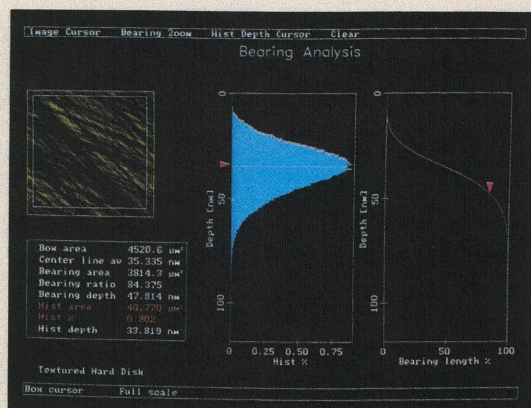 Image Cursor Bearing Zoom Hist Depth Cursor Clear
Bearing Analysis
Box area 4520.6 µm²
Center line av 35.335 nm
Bearing area 3814.3 µm²
Bearing ratio 84.375
Bearing depth 47.814 nm
Hist area 40.770 µm²
Hist % 0.902
Hist depth 33.819 nm
Depth [nm]
0
50
100
0 0.25 0.50 0.75
Hist %
Depth [nm]
0
50
100
0 50 100
Bearing length %
Textured Hard Disk
Box cursor Full scale